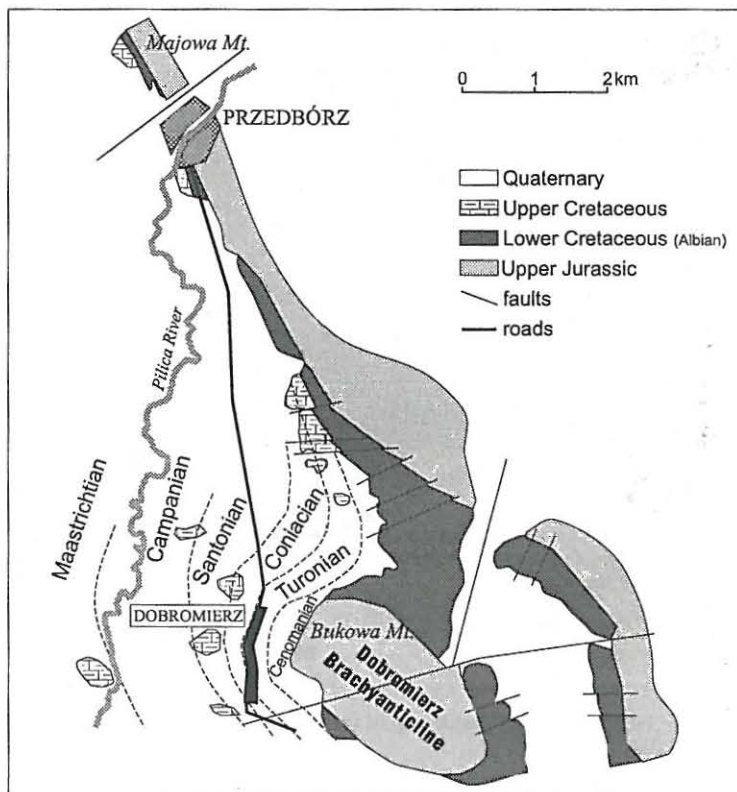 Majowa Mt.
PRZEDBÓRZ
0 1 2 km
Quaternary
Upper Cretaceous
Lower Cretaceous (Albian)
Upper Jurassic
faults
roads
Pilica River
Maastrichtian
Campanian
Santonian
Coniacian
Turonian
Cenomanian
DOBROMIERZ
Bukowa Mt.
Dobromierz
Brachyanticline